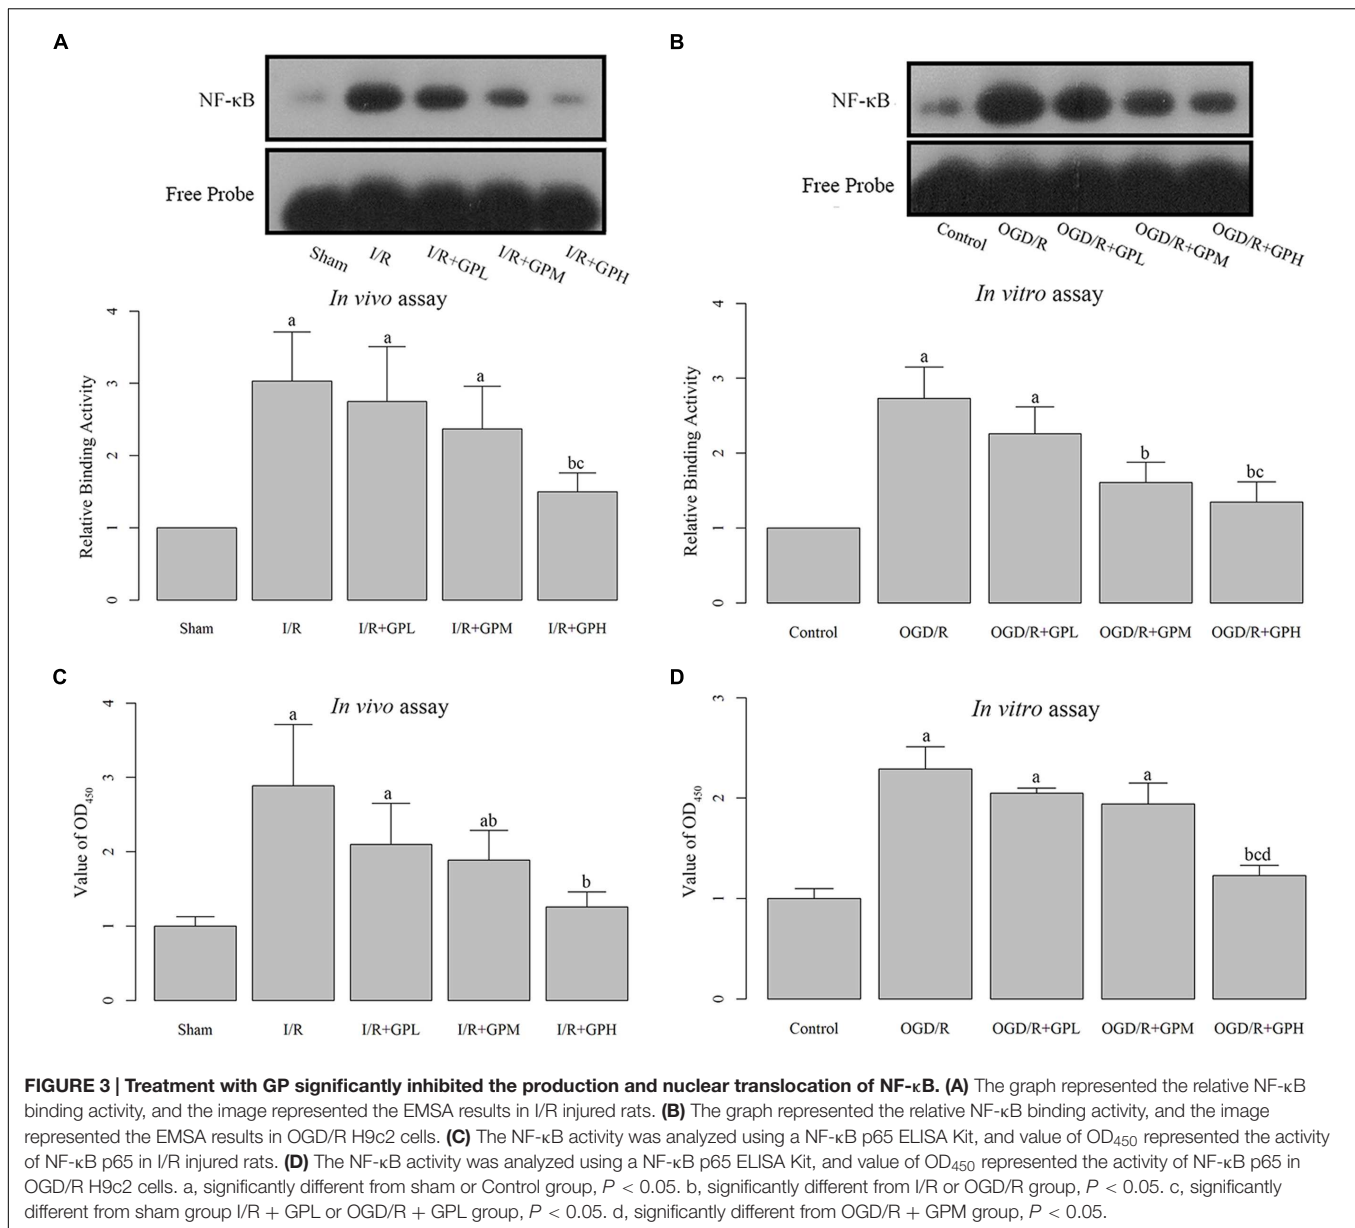 A
NF-κB
Free Probe
Sham I/R I/R+GPL I/R+GPM I/R+GPH
In vivo assay
4
3
2
1
0
Relative Binding Activity
a
a
a
bc
Sham I/R I/R+GPL I/R+GPM I/R+GPH
B
NF-κB
Free Probe
Control OGD/R OGD/R+GPL OGD/R+GPM OGD/R+GPH
In vitro assay
4
3
2
1
0
Relative Binding Activity
a
a
b
bc
Control OGD/R OGD/R+GPL OGD/R+GPM OGD/R+GPH
C
In vivo assay
4
3
2
1
0
Value of OD450
a
a
ab
b
Sham I/R I/R+GPL I/R+GPM I/R+GPH
D
In vitro assay
3
2
1
0
Value of OD450
a
a
a
bcd
Control OGD/R OGD/R+GPL OGD/R+GPM OGD/R+GPH
FIGURE 3 | Treatment with GP significantly inhibited the production and nuclear translocation of NF-κB. (A) The graph represented the relative NF-κB
binding activity, and the image represented the EMSA results in I/R injured rats. (B) The graph represented the relative NF-κB binding activity, and the image
represented the EMSA results in OGD/R H9c2 cells. (C) The NF-κB activity was analyzed using a NF-κB p65 ELISA Kit, and value of OD450 represented the activity
of NF-κB p65 in I/R injured rats. (D) The NF-κB activity was analyzed using a NF-κB p65 ELISA Kit, and value of OD450 represented the activity of NF-κB p65 in
OGD/R H9c2 cells. a, significantly different from sham or Control group, P < 0.05. b, significantly different from I/R or OGD/R group, P < 0.05. c, significantly
different from sham group I/R + GPL or OGD/R + GPL group, P < 0.05. d, significantly different from OGD/R + GPM group, P < 0.05.